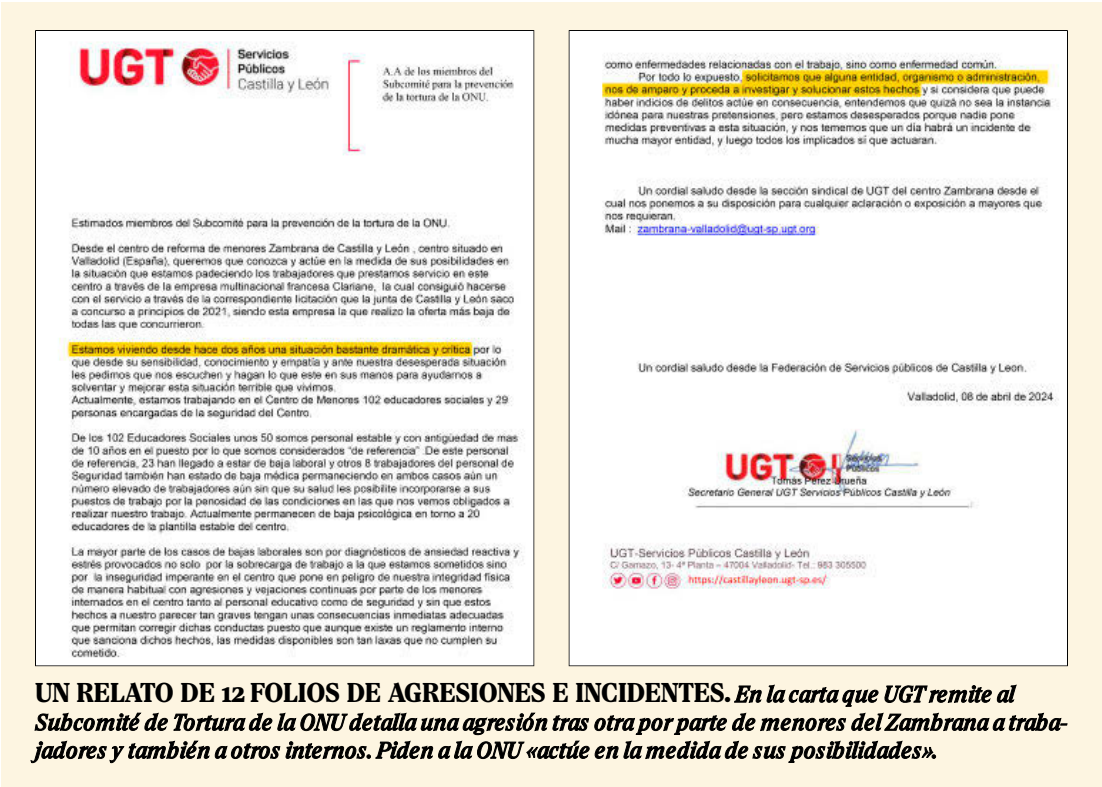 UGT
Servicios
Públicos
Castilla y León
A.A de los miembros del
Subcomité para la prevención
de la tortura de la ONU.
Estimados miembros del Subcomité para la prevención de la tortura de la ONU.
Desde el centro de reforma de menores Zambrana de Castilla y León , centro situado en
Valladolid (España), queremos que conozca y actúe en la medida de sus posibilidades en
la situación que estamos padeciendo los trabajadores que prestamos servicio en este
centro a través de la empresa multinacional francesa Clariane, la cual consiguió hacerse
con el servicio a través de la correspondiente licitación que la junta de Castilla y León saco
a concurso a principios de 2021, siendo esta empresa la que realizo la oferta más baja de
todas las que concurrieron.
Estamos viviendo desde hace dos años una situación bastante dramática y crítica por lo
que desde su sensibilidad, conocimiento y empatía y ante nuestra desesperada situación
les pedimos que nos escuchen y hagan lo que este en sus manos para ayudarnos a
solventar y mejorar esta situación terrible que vivimos.
Actualmente, estamos trabajando en el Centro de Menores 102 educadores sociales y 29
personas encargadas de la seguridad del Centro.
De los 102 Educadores Sociales unos 50 somos personal estable y con antigüedad de mas
de 10 años en el puesto por lo que somos considerados "de referencia" .De este personal
de referencia, 23 han llegado a estar de baja laboral y otros 8 trabajadores del personal de
Seguridad también han estado de baja médica permaneciendo en ambos casos aún un
número elevado de trabajadores aún sin que su salud les posibilite incorporarse a sus
puestos de trabajo por la penosidad de las condiciones en las que nos vemos obligados a
realizar nuestro trabajo. Actualmente permanecen de baja psicológica en torno a 20
educadores de la plantilla estable del centro.
La mayor parte de los casos de bajas laborales son por diagnósticos de ansiedad reactiva y
estrés provocados no solo por la sobrecarga de trabajo a la que estamos sometidos sino
por la inseguridad imperante en el centro que pone en peligro de nuestra integridad física
de manera habitual con agresiones y vejaciones continuas por parte de los menores
internados en el centro tanto al personal educativo como de seguridad y sin que estos
hechos a nuestro parecer tan graves tengan unas consecuencias inmediatas adecuadas
que permitan corregir dichas conductas puesto que aunque existe un reglamento interno
que sanciona dichos hechos, las medidas disponibles son tan laxas que no cumplen su
cometido.
como enfermedades relacionadas con el trabajo, sino como enfermedad común.
Por todo lo expuesto, solicitamos que alguna entidad, organismo o administración,
nos de amparo y proceda a investigar y solucionar estos hechos y si considera que puede
haber indicios de delitos actúe en consecuencia, entendemos que quizá no sea la instancia
idónea para nuestras pretensiones, pero estamos desesperados porque nadie pone
medidas preventivas a esta situación, y nos tememos que un día habrá un incidente de
mucha mayor entidad, y luego todos los implicados sí que actuaran.
Un cordial saludo desde la sección sindical de UGT del centro Zambrana desde el
cual nos ponemos a su disposición para cualquier aclaración o exposición a mayores que
nos requieran.
Mail : zambrana-valladolid@ugt-sp.ugt.org
Un cordial saludo desde la Federación de Servicios públicos de Castilla y Leon.
Valladolid, 08 de abril de 2024
UGT
Servicios
Públicos
Tomás Pérez Urueña
Secretario General UGT Servicios Públicos Castilla y León
UGT-Servicios Públicos Castilla y León
C/ Gamazo, 13- 4ª Planta – 47004 Valladolid- Tel.: 983 305500
https://castillayleon.ugt-sp.es/
UN RELATO DE 12 FOLIOS DE AGRESIONES E INCIDENTES. En la carta que UGT remite al
Subcomité de Tortura de la ONU detalla una agresión tras otra por parte de menores del Zambrana a traba-
jadores y también a otros internos. Piden a la ONU «actúe en la medida de sus posibilidades».